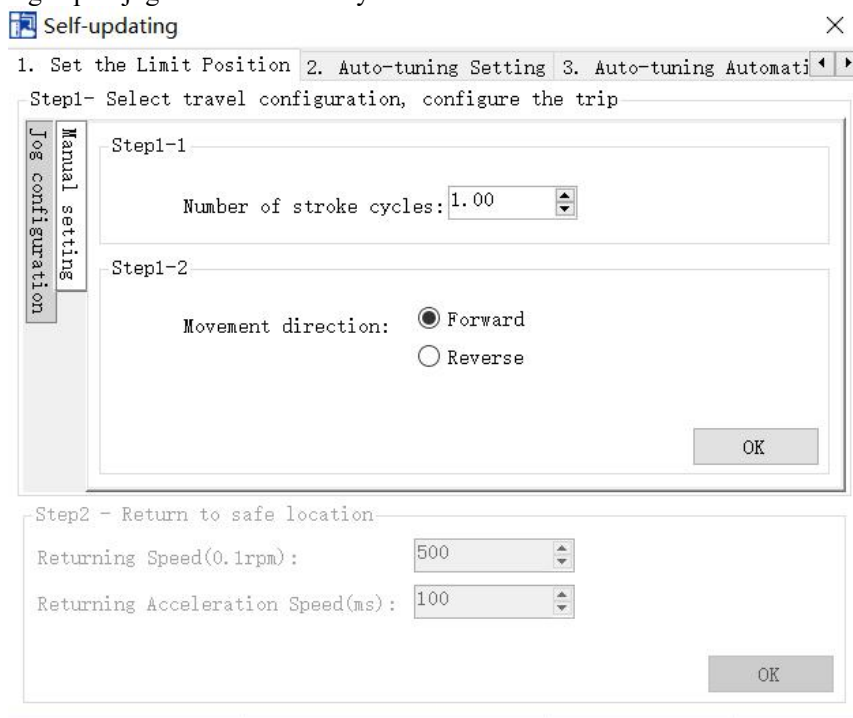 Self-updating
1. Set the Limit Position 2. Auto-tuning Setting 3. Auto-tuning Automati
Step1- Select travel configuration, configure the trip
Jog configuration
Manual setting
Step1-1
Number of stroke cycles: 1.00
Step1-2
Movement direction: Forward
Reverse
OK
Step2 - Return to safe location
Returning Speed(0.1rpm): 500
Returning Acceleration Speed(ms): 100
OK